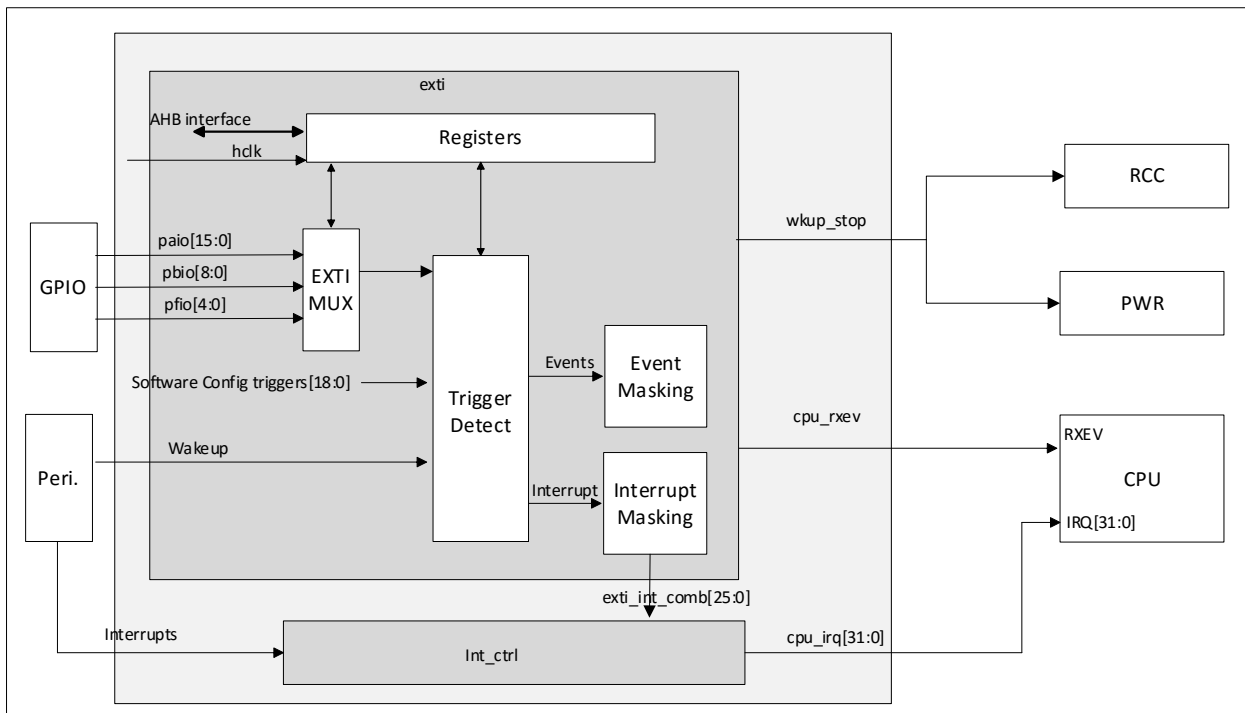 exti
AHB interface
Registers
hclk
RCC
wkup_stop
paio[15:0]
pbio[8:0]
pfio[4:0]
GPIO
EXTI
MUX
PWR
Events
Event
Masking
Software Config triggers[18:0]
Trigger
Detect
cpu_rxev
RXEV
Wakeup
Peri.
CPU
Interrupt
Interrupt
Masking
IRQ[31:0]
exti_int_comb[25:0]
Interrupts
Int_ctrl
cpu_irq[31:0]